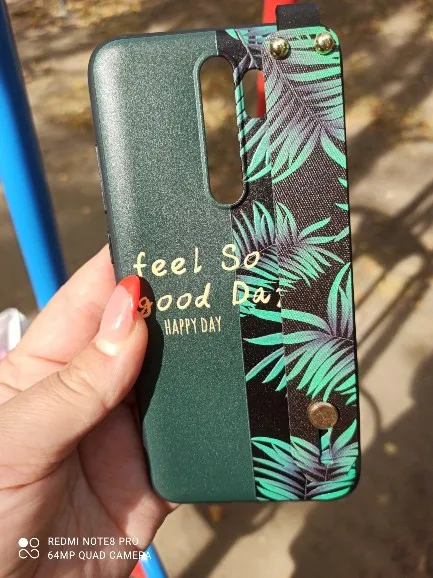 feel So
good Da
HAPPY DAY
REDMI NOTE8 PRO
64MP QUAD CAMERA